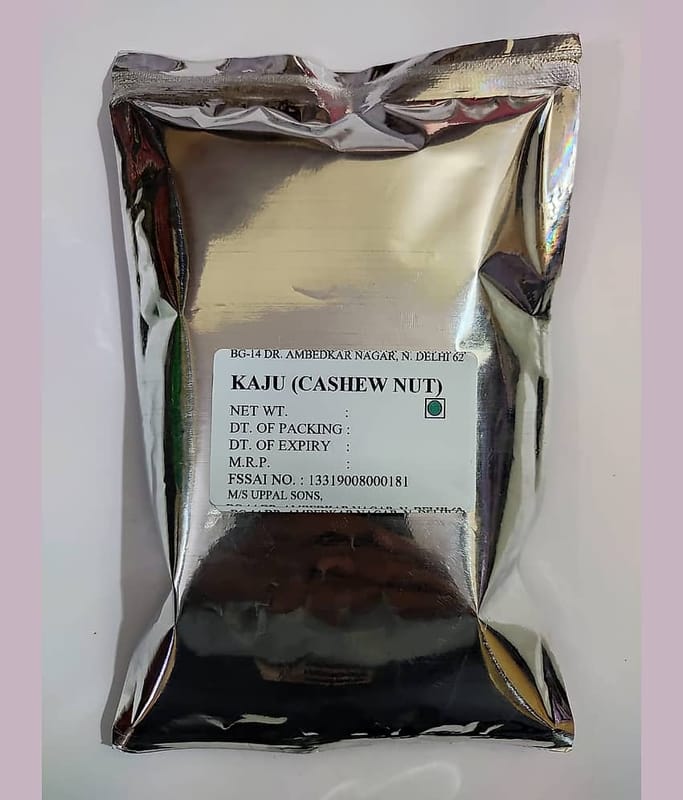 BG-14 DR. AMBEDKAR NAGAR, N. DELHI 62
KAJU (CASHEW NUT)
NET WT. :
DT. OF PACKING :
DT. OF EXPIRY :
M.R.P. :
FSSAI NO. : 13319008000181
M/S UPPAL SONS,